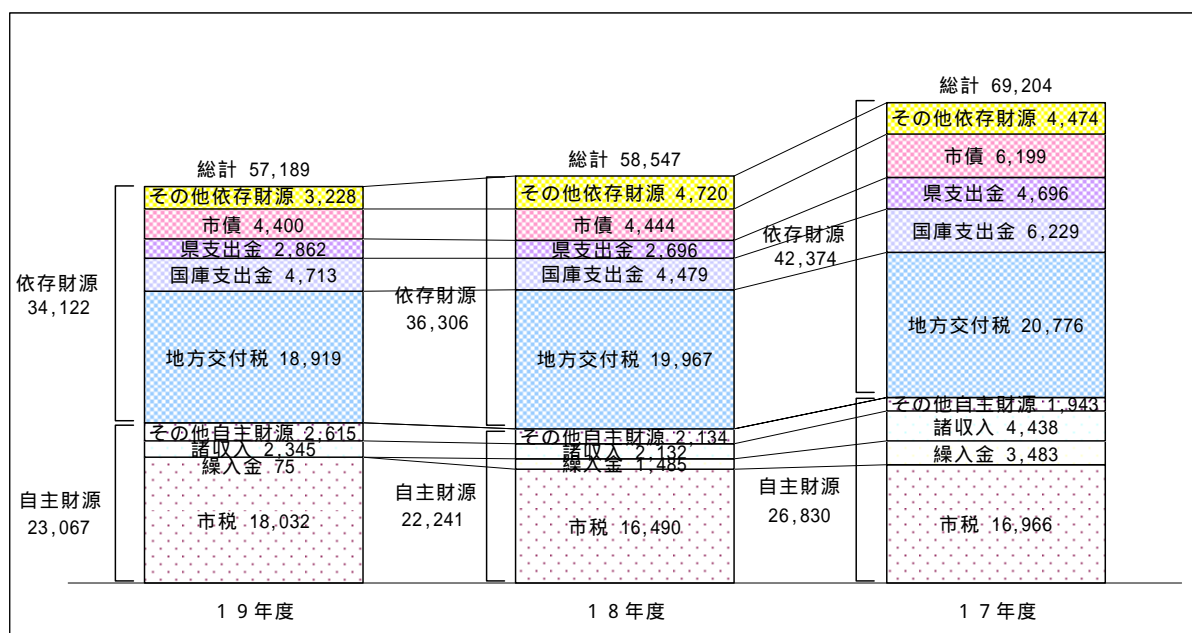 総計 57,189
その他依存財源 3,228
市債 4,400
県支出金 2,862
国庫支出金 4,713
地方交付税 18,919
依存財源
34,122
その他自主財源 2,615
諸収入 2,345
繰入金 75
市税 18,032
自主財源
23,067
19年度
総計 58,547
その他依存財源 4,720
市債 4,444
県支出金 2,696
国庫支出金 4,479
地方交付税 19,967
依存財源
36,306
その他自主財源 2,134
諸収入 2,132
繰入金 1,485
市税 16,490
自主財源
22,241
18年度
総計 69,204
その他依存財源 4,474
市債 6,199
県支出金 4,696
国庫支出金 6,229
地方交付税 20,776
依存財源
42,374
その他自主財源 1,943
諸収入 4,438
繰入金 3,483
市税 16,966
自主財源
26,830
17年度